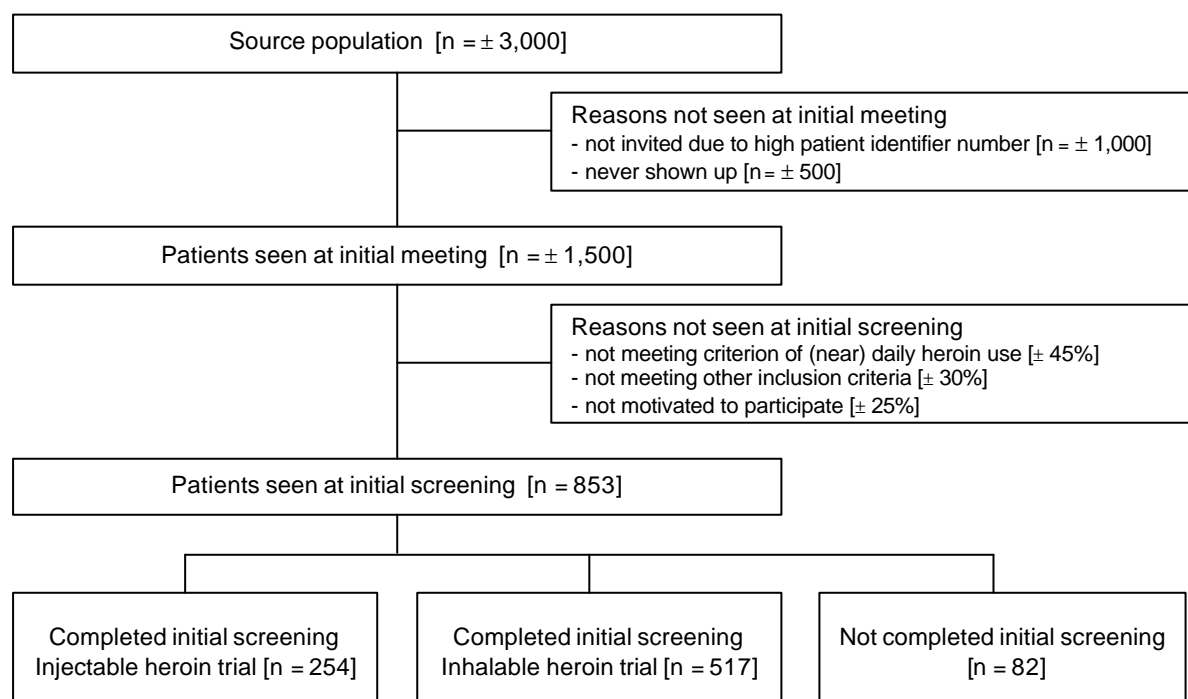 Source population [n = ± 3,000]
Reasons not seen at initial meeting
- not invited due to high patient identifier number [n = ± 1,000]
- never shown up [n = ± 500]
Patients seen at initial meeting [n = ± 1,500]
Reasons not seen at initial screening
- not meeting criterion of (near) daily heroin use [± 45%]
- not meeting other inclusion criteria [± 30%]
- not motivated to participate [± 25%]
Patients seen at initial screening [n = 853]
Completed initial screening
Injectable heroin trial [n = 254]
Completed initial screening
Inhalable heroin trial [n = 517]
Not completed initial screening
[n = 82]